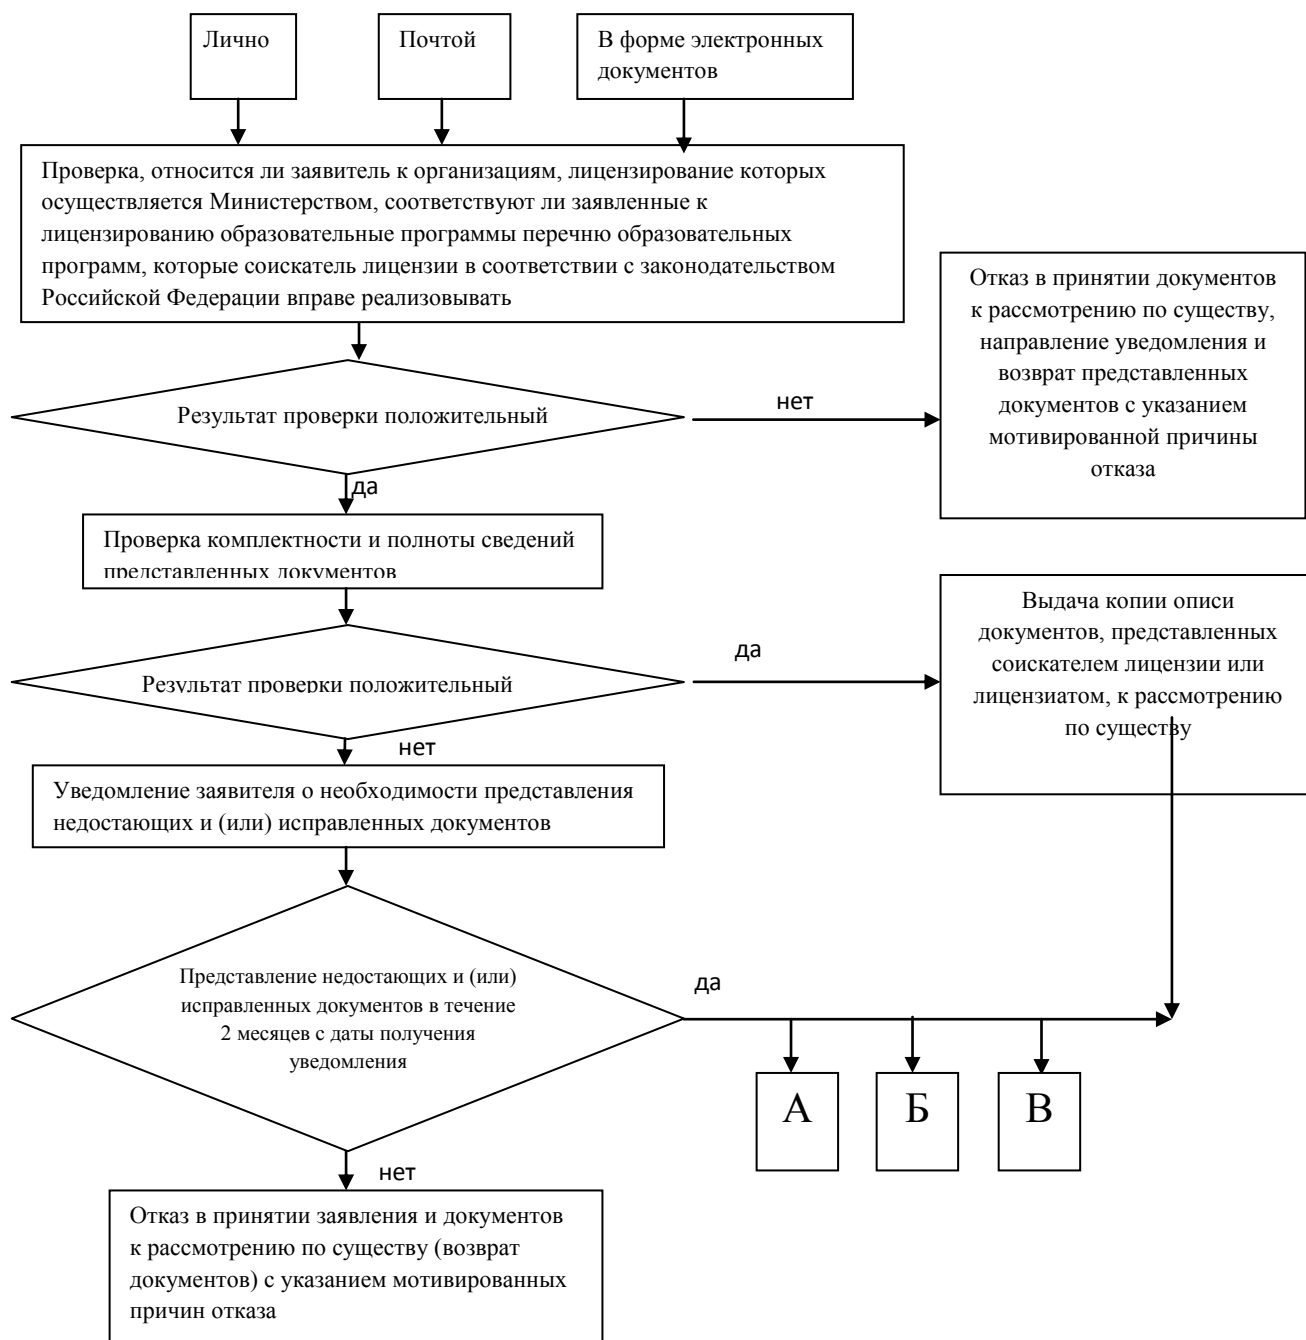 Лично
Почтой
В форме электронных
документов
Проверка, относится ли заявитель к организациям, лицензирование которых
осуществляется Министерством, соответствуют ли заявленные к
лицензированию образовательные программы перечню образовательных
программ, которые соискатель лицензии в соответствии с законодательством
Российской Федерации вправе реализовывать
Отказ в принятии документов
к рассмотрению по существу,
направление уведомления и
возврат представленных
документов с указанием
мотивированной причины
отказа
Результат проверки положительный
нет
да
Проверка комплектности и полноты сведений
представленных документов
Выдача копии описи
документов, представленных
соискателем лицензии или
лицензиатом, к рассмотрению
по существу
Результат проверки положительный
да
нет
Уведомление заявителя о необходимости представления
недостающих и (или) исправленных документов
Представление недостающих и (или)
исправленных документов в течение
2 месяцев с даты получения
уведомления
да
А
Б
В
нет
Отказ в принятии заявления и документов
к рассмотрению по существу (возврат
документов) с указанием мотивированных
причин отказа